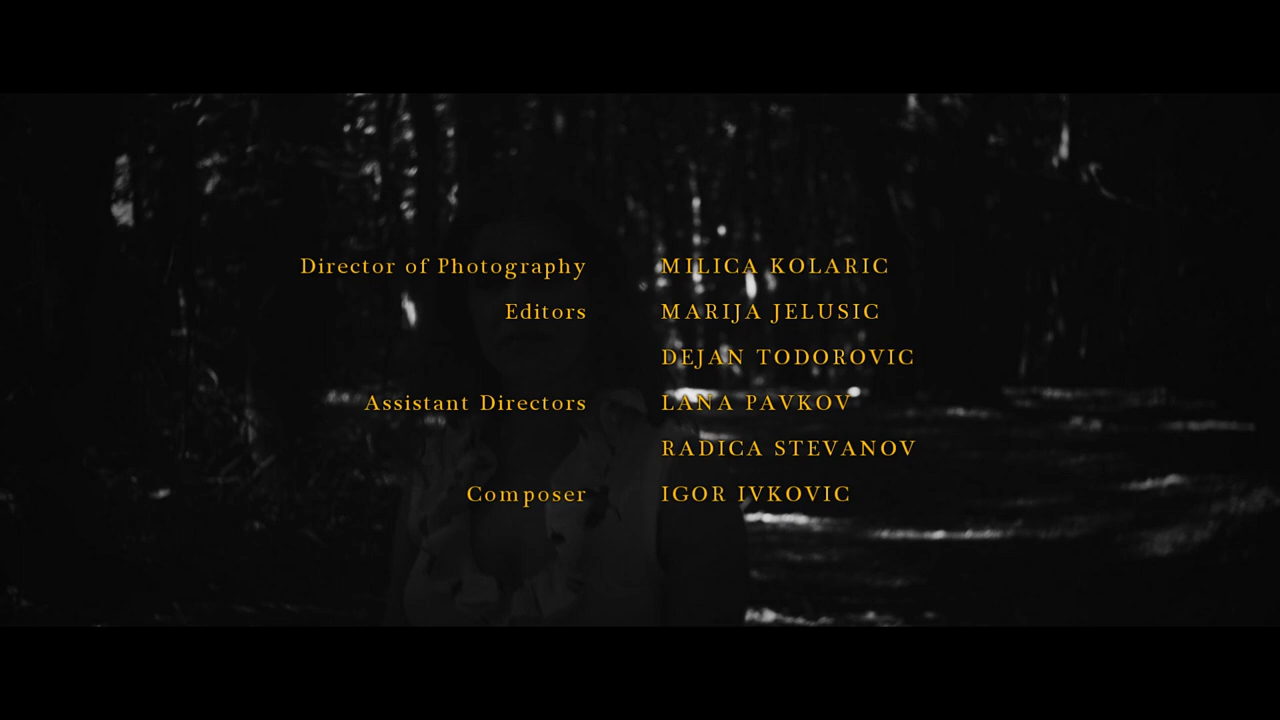 Director of Photography MILICA KOLARIC
Editors MARIJA JELUSIC
DEJAN TODOROVIC
Assistant Directors LANA PAVKOV
RADICA STEVANOV
Composer IGOR IVKOVIC